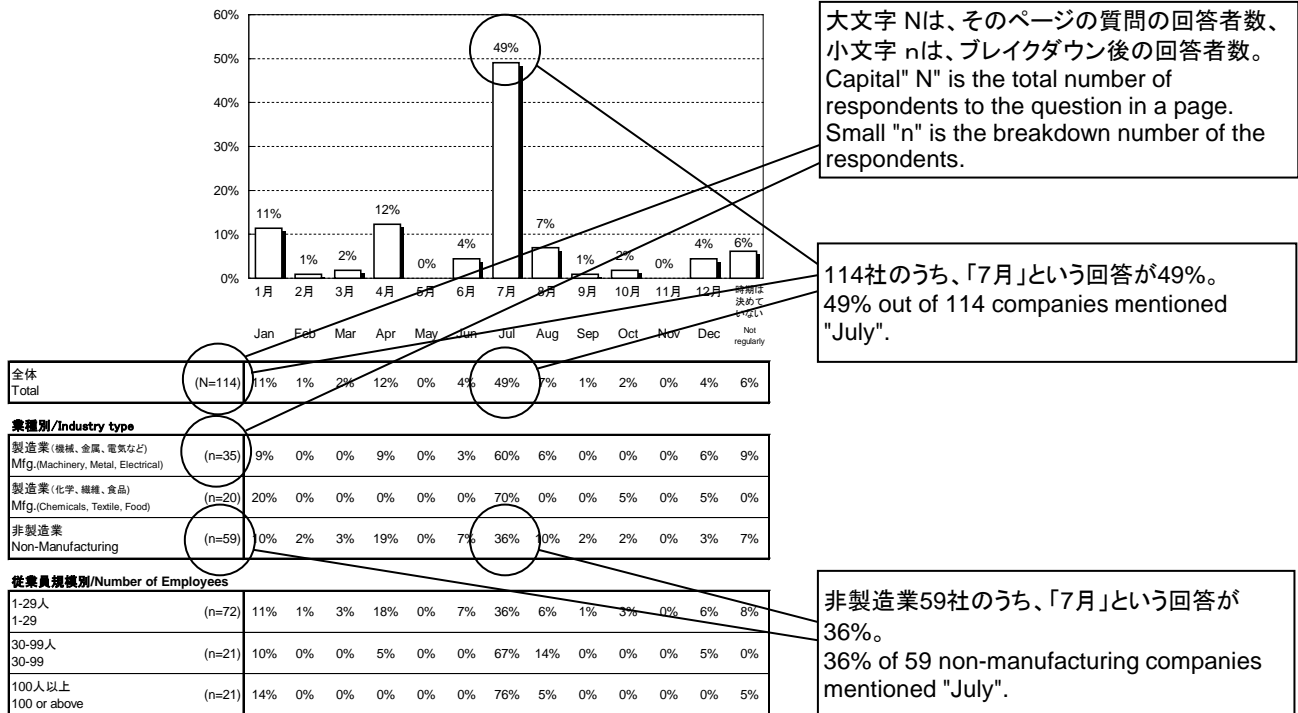 60%
50%
40%
30%
20%
10%
0%
11%
1%
2%
12%
0%
4%
49%
7%
1%
2%
0%
4%
6%
1月 2月 3月 4月 5月 6月 7月 8月 9月 10月 11月 12月 時期は
決めて
いない
Jan Feb Mar Apr May Jun Jul Aug Sep Oct Nov Dec Not
regularly
大文字 Nは、そのページの質問の回答者数、
小文字 nは、ブレイクダウン後の回答者数。
Capital" N" is the total number of
respondents to the question in a page.
Small "n" is the breakdown number of the
respondents.
114社のうち、「7月」という回答が49%。
49% out of 114 companies mentioned
"July".
全体
Total (N=114) 11% 1% 2% 12% 0% 4% 49% 7% 1% 2% 0% 4% 6%
業種別/Industry type
製造業(機械、金属、電気など)
Mfg.(Machinery, Metal, Electrical) (n=35) 9% 0% 0% 9% 0% 3% 60% 6% 0% 0% 0% 6% 9%
製造業(化学、繊維、食品)
Mfg.(Chemicals, Textile, Food) (n=20) 20% 0% 0% 0% 0% 0% 70% 0% 0% 5% 0% 5% 0%
非製造業
Non-Manufacturing (n=59) 10% 2% 3% 19% 0% 7% 36% 10% 2% 2% 0% 3% 7%
従業員規模別/Number of Employees
1-29人
1-29 (n=72) 11% 1% 3% 18% 0% 7% 36% 6% 1% 3% 0% 6% 8%
30-99人
30-99 (n=21) 10% 0% 0% 5% 0% 0% 67% 14% 0% 0% 0% 5% 0%
100人以上
100 or above (n=21) 14% 0% 0% 0% 0% 0% 76% 5% 0% 0% 0% 0% 5%
非製造業59社のうち、「7月」という回答が
36%。
36% of 59 non-manufacturing companies
mentioned "July".